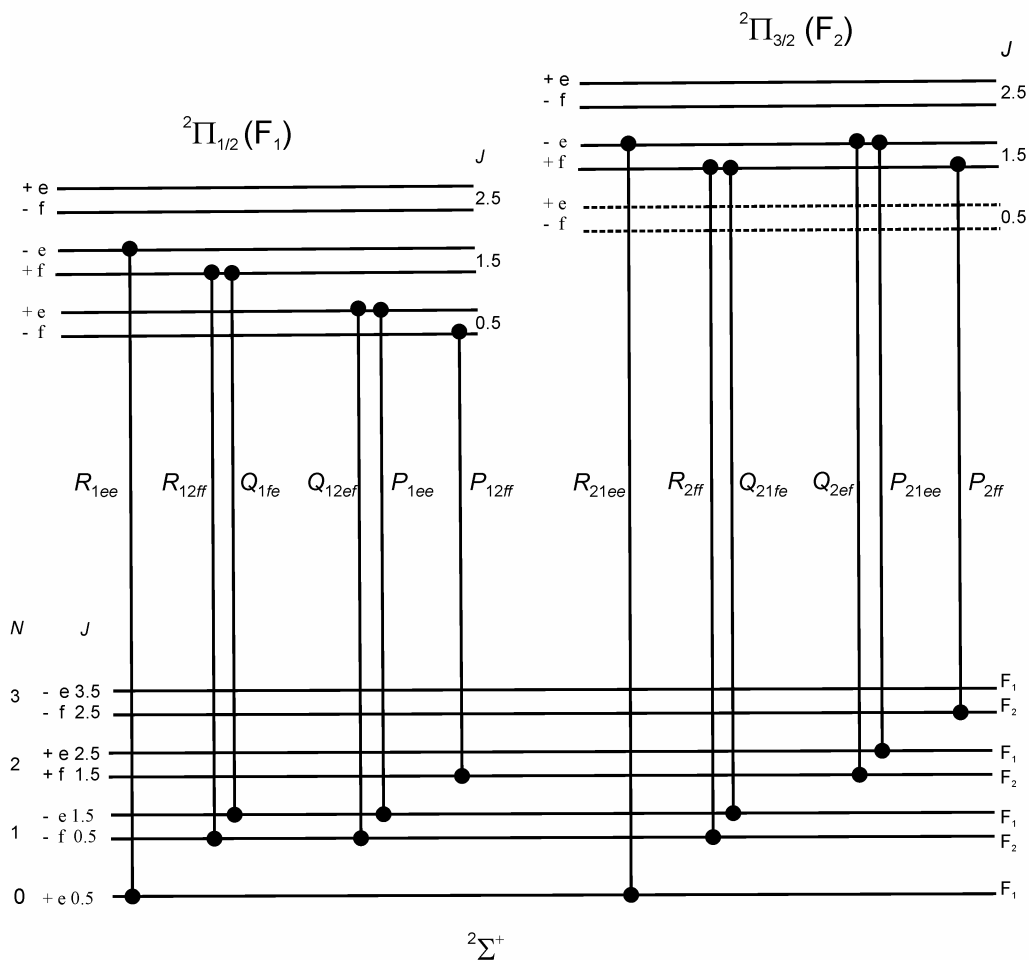 ²Π₃/₂ (F₂)
J
+ e
- f
2.5
- e
+ f
1.5
+ e
- f
0.5
²Π₁/₂ (F₁)
J
+ e
- f
2.5
- e
+ f
1.5
+ e
- f
0.5
R₁ee R₁₂ff Q₁fe Q₁₂ef P₁ee P₁₂ff R₂₁ee R₂ff Q₂₁fe Q₂ef P₂₁ee P₂ff
N J
3 - e 3.5 F₁
- f 2.5 F₂
2 + e 2.5 F₁
+ f 1.5 F₂
1 - e 1.5 F₁
- f 0.5 F₂
0 + e 0.5 F₁
²Σ⁺